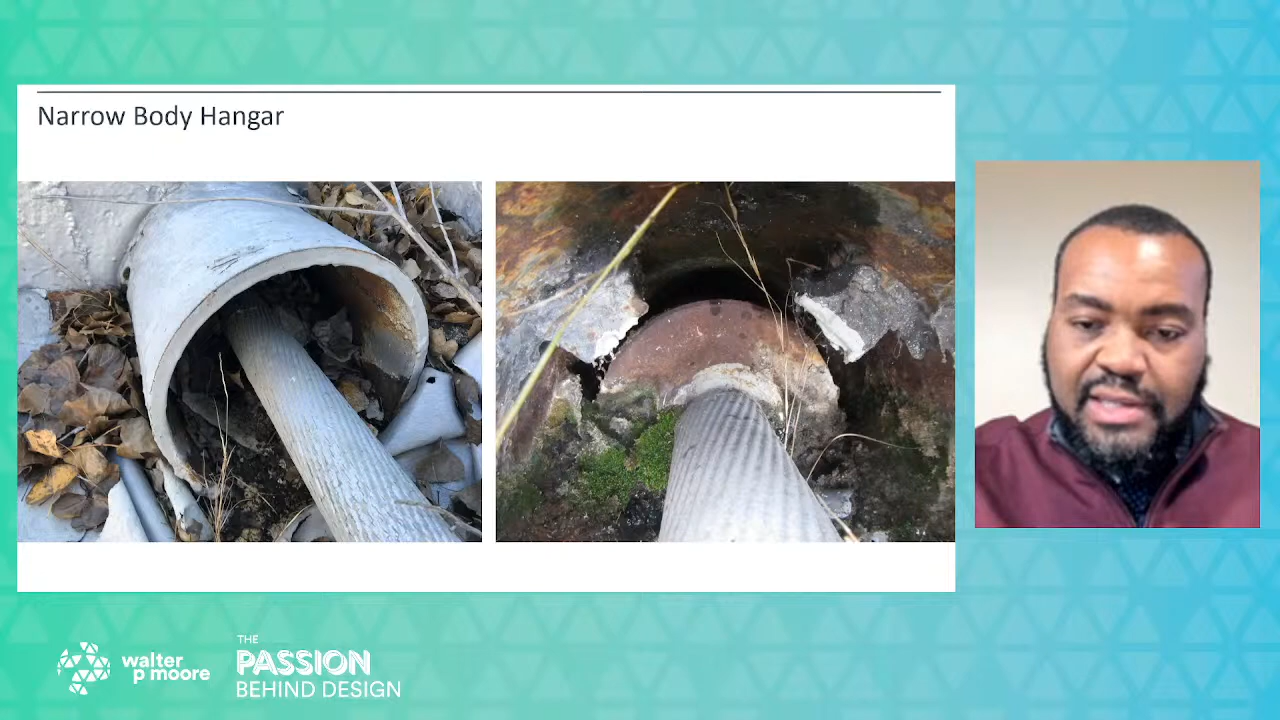 Narrow Body Hangar
walter
p moore
THE
PASSION
BEHIND DESIGN